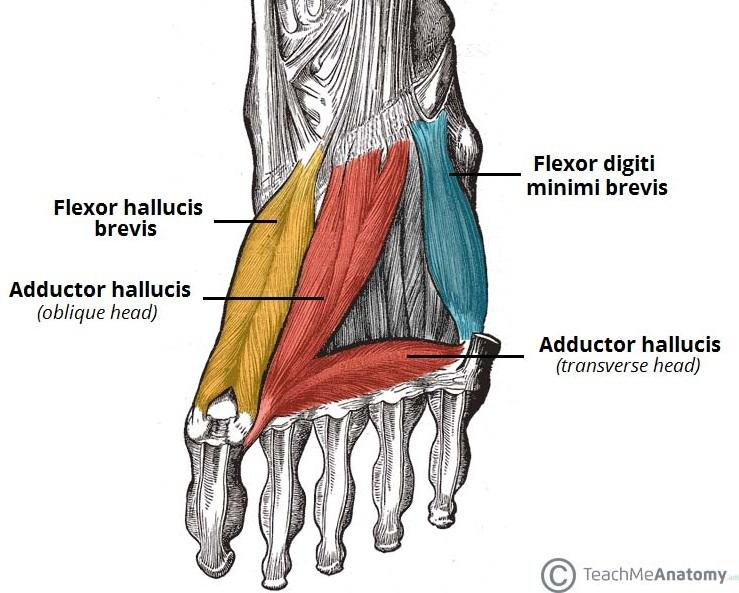 Flexor digiti
minimi brevis
Flexor hallucis
brevis
Adductor hallucis
(oblique head)
Adductor hallucis
(transverse head)
© TeachMeAnatomy